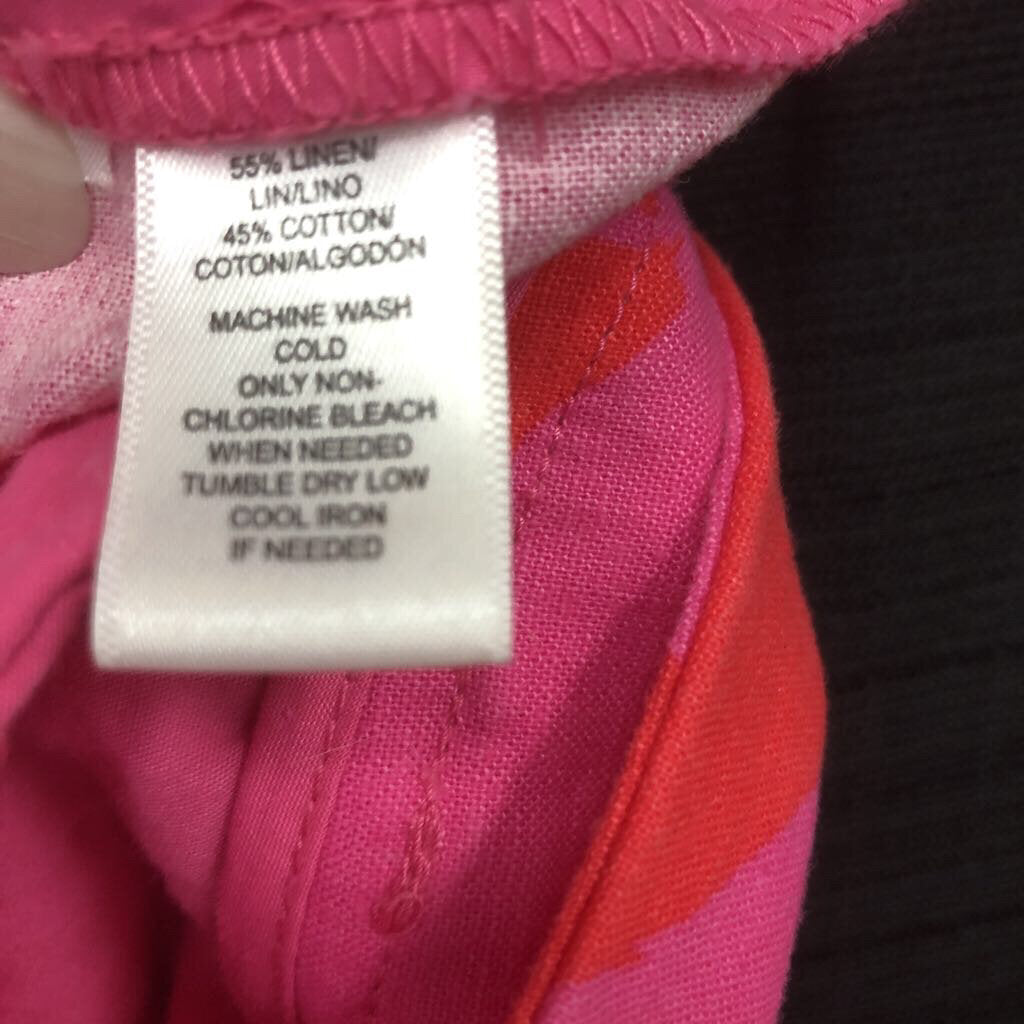 55% LINEN/
LIN/LINO
45% COTTON/
COTON/ALGODÓN
MACHINE WASH
COLD
ONLY NON-
CHLORINE BLEACH
WHEN NEEDED
TUMBLE DRY LOW
COOL IRON
IF NEEDED